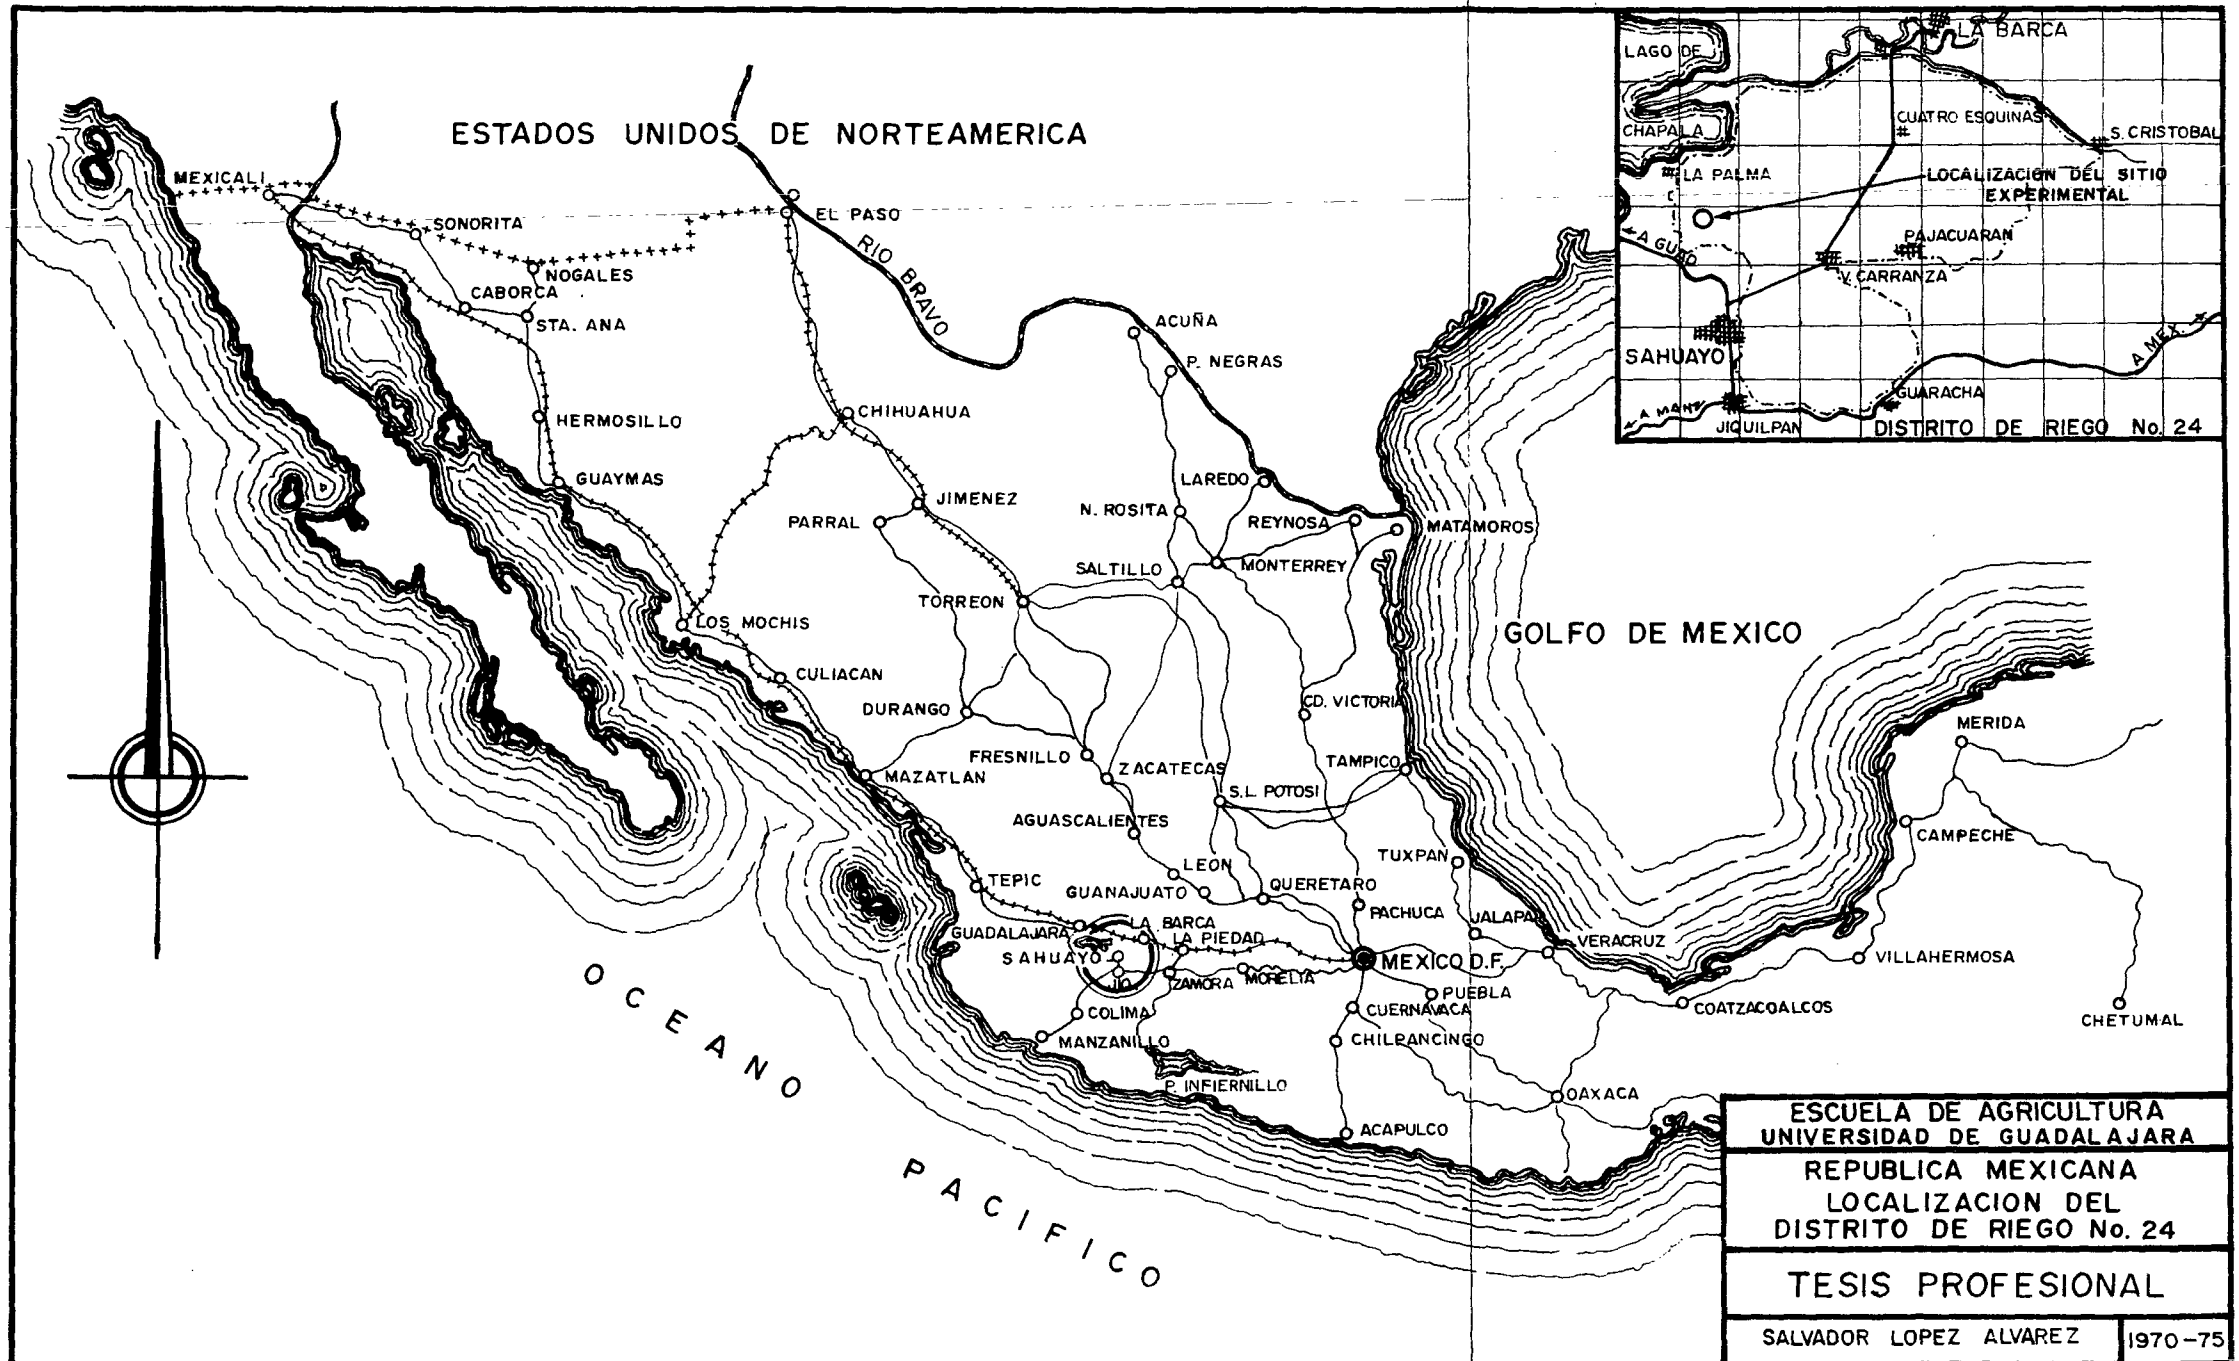 ESTADOS UNIDOS DE NORTEAMERICA
MEXICALI
SONORITA
EL PASO
NOGALES
CABORCA
STA. ANA
RIO BRAVO
ACUÑA
P. NEGRAS
HERMOSILLO
CHIHUAHUA
GUAYMAS
JIMENEZ
PARRAL
LAREDO
N. ROSITA
REYNOSA
MATAMOROS
SALTILLO
MONTERREY
TORREON
LOS MOCHIS
GOLFO DE MEXICO
CULIACAN
DURANGO
CD. VICTORIA
MERIDA
FRESNILLO
ZACATECAS
TAMPICO
MAZATLAN
S.L. POTOSI
AGUASCALIENTES
CAMPECHE
TUXPAN
LEON
TEPIC
GUANAJUATO
QUERETARO
PACHUCA
JALAPA
LA BARCA
GUADALAJARA
LA PIEDAD
VERACRUZ
SAHUAYO
MEXICO D.F.
VILLAHERMOSA
JIQ.
ZAMORA
MORELIA
PUEBLA
COLIMA
CUERNAVACA
COATZACOALCOS
CHETUMAL
MANZANILLO
CHILPANCINGO
P. INFIERNILLO
OAXACA
ACAPULCO
OCEANO
PACIFICO
LA BARCA
LAGO DE
CHAPALA
CUATRO ESQUINAS
S. CRISTOBAL
LA PALMA
LOCALIZACION DEL SITIO
EXPERIMENTAL
A GUAD
PAJACUARAN
V. CARRANZA
SAHUAYO
A MEX.
GUARACHA
A MANZ
JIQUILPAN
DISTRITO DE RIEGO No. 24
ESCUELA DE AGRICULTURA
UNIVERSIDAD DE GUADALAJARA
REPUBLICA MEXICANA
LOCALIZACION DEL
DISTRITO DE RIEGO No. 24
TESIS PROFESIONAL
SALVADOR LOPEZ ALVAREZ
1970-75